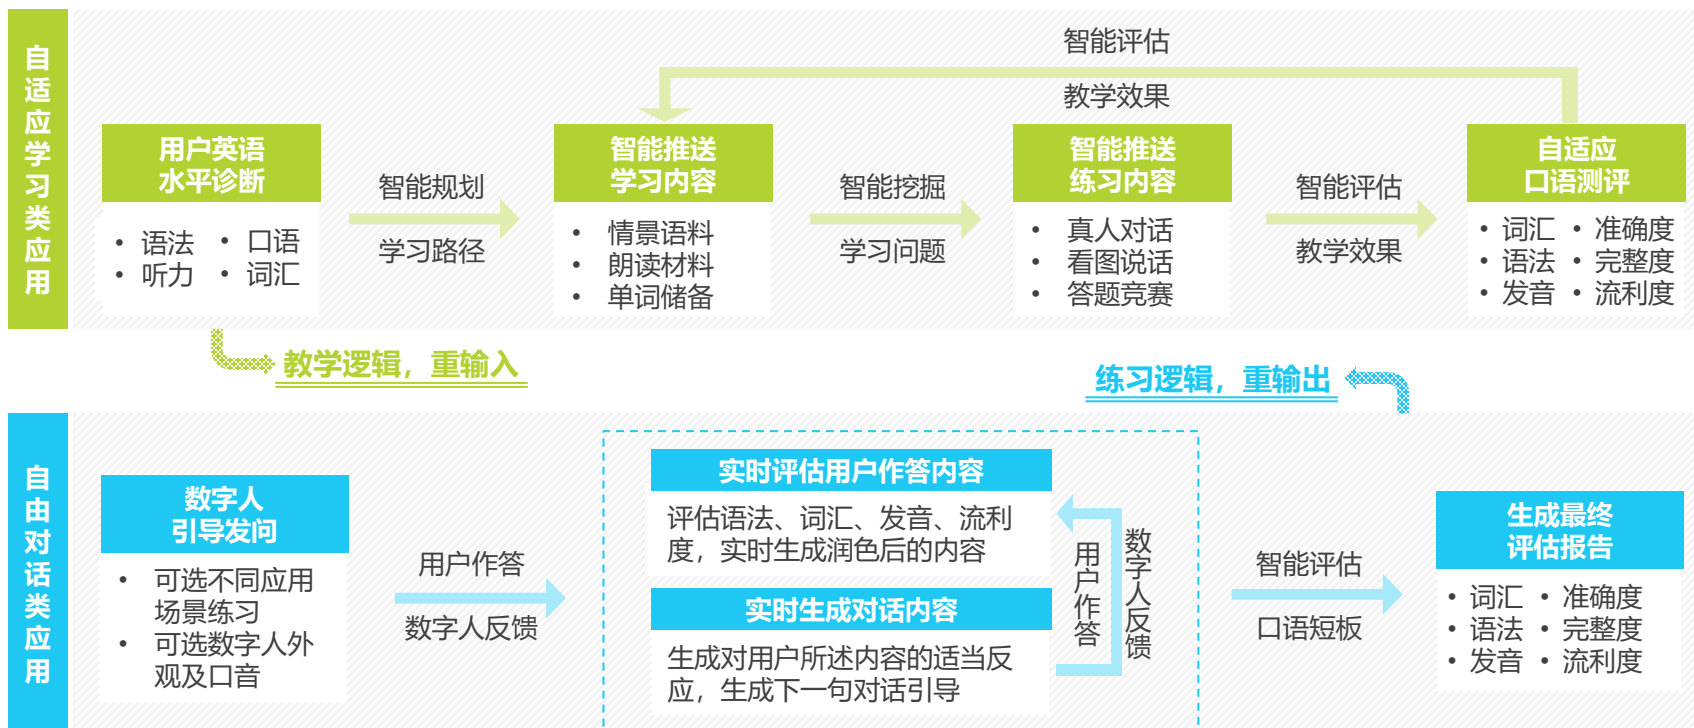 自适应学习类应用
智能评估
教学效果
用户英语
水平诊断
• 语法 • 口语
• 听力 • 词汇
智能规划
学习路径
智能推送
学习内容
• 情景语料
• 朗读材料
• 单词储备
智能挖掘
学习问题
智能推送
练习内容
• 真人对话
• 看图说话
• 答题竞赛
智能评估
教学效果
自适应
口语测评
• 词汇 • 准确度
• 语法 • 完整度
• 发音 • 流利度
教学逻辑，重输入
练习逻辑，重输出
自由对话类应用
数字人
引导发问
• 可选不同应用
场景练习
• 可选数字人外
观及口音
用户作答
数字人反馈
实时评估用户作答内容
评估语法、词汇、发音、流利
度，实时生成润色后的内容
实时生成对话内容
生成对用户所述内容的适当反
应，生成下一句对话引导
用户作答
数字人反馈
智能评估
口语短板
生成最终
评估报告
• 词汇 • 准确度
• 语法 • 完整度
• 发音 • 流利度